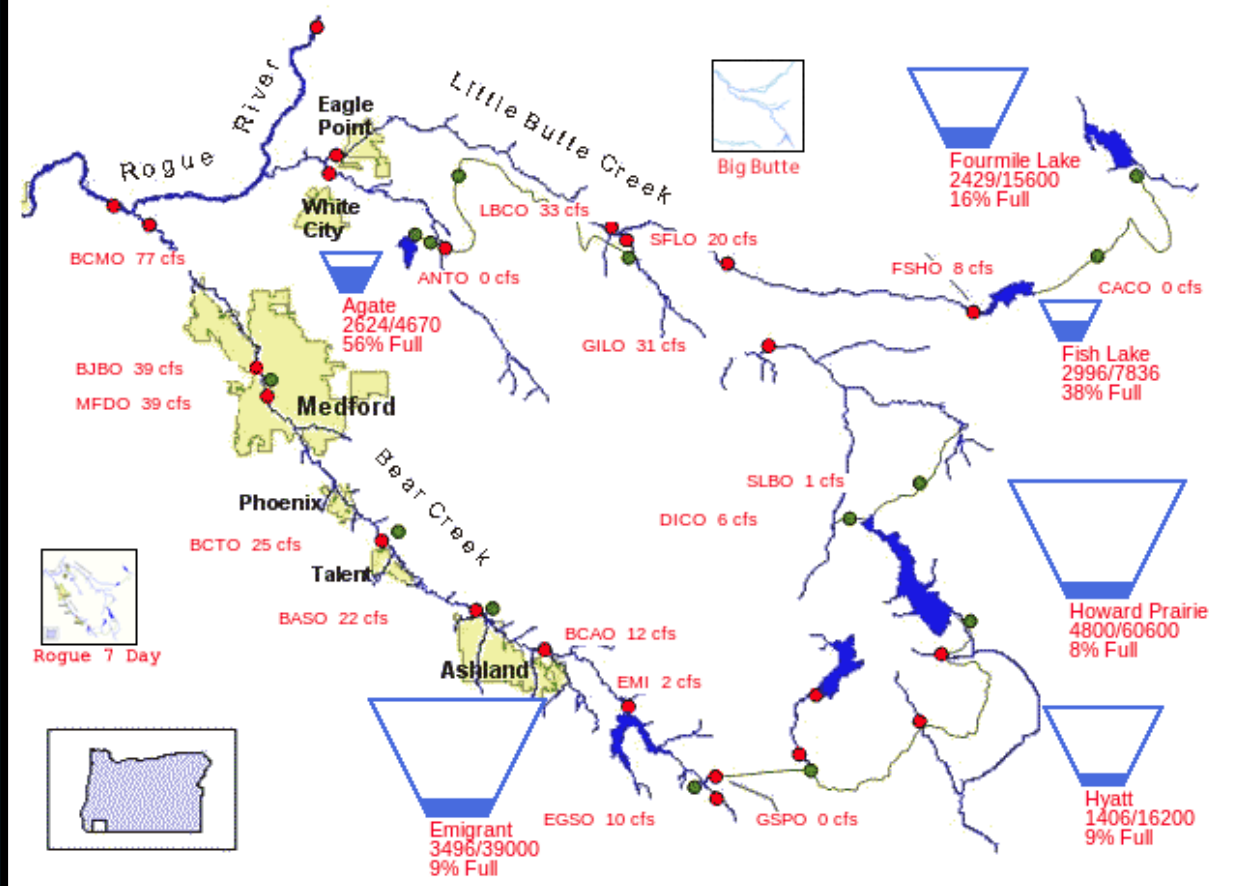 Rogue River
Eagle
Point
Little Butte Creek
Big Butte
Fourmile Lake
2429/15600
16% Full
White
City
LBCO 33 cfs
SFLO 20 cfs
BCMO 77 cfs
ANTO 0 cfs
FSHO 8 cfs
CACO 0 cfs
Agate
2624/4670
56% Full
GILO 31 cfs
Fish Lake
2996/7836
38% Full
BJBO 39 cfs
MFDO 39 cfs
Medford
Bear Creek
SLBO 1 cfs
Phoenix
DICO 6 cfs
BCTO 25 cfs
Talent
BASO 22 cfs
Howard Prairie
4800/60600
8% Full
Rogue 7 Day
BCAO 12 cfs
Ashland
EMI 2 cfs
Hyatt
1406/16200
9% Full
EGSO 10 cfs
GSPO 0 cfs
Emigrant
3496/39000
9% Full